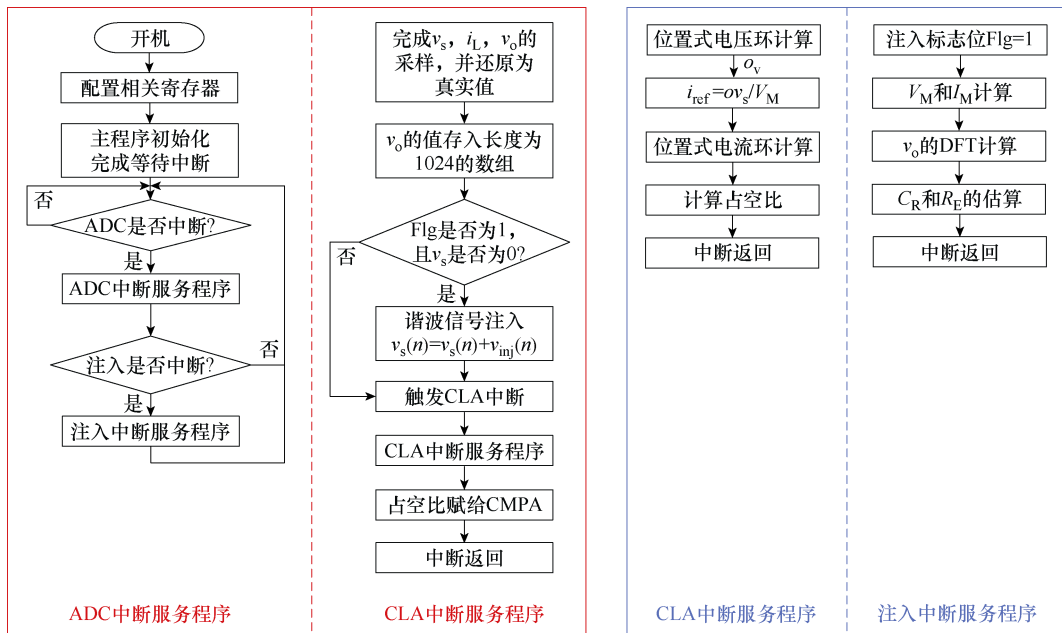 开机
配置相关寄存器
主程序初始化
完成等待中断
否
ADC是否中断?
是
ADC中断服务程序
注入是否中断?
否
是
注入中断服务程序
ADC中断服务程序
完成vs，iL，vo的
采样，并还原为
真实值
vo的值存入长度为
1024的数组
Flg是否为1，
且vs是否为0?
否
是
谐波信号注入
vs(n)=vs(n)+vinj(n)
触发CLA中断
CLA中断服务程序
占空比赋给CMPA
中断返回
CLA中断服务程序
位置式电压环计算
ov
iref=ovs/VM
位置式电流环计算
计算占空比
中断返回
CLA中断服务程序
注入标志位Flg=1
VM和IM计算
vo的DFT计算
CR和RE的估算
中断返回
注入中断服务程序